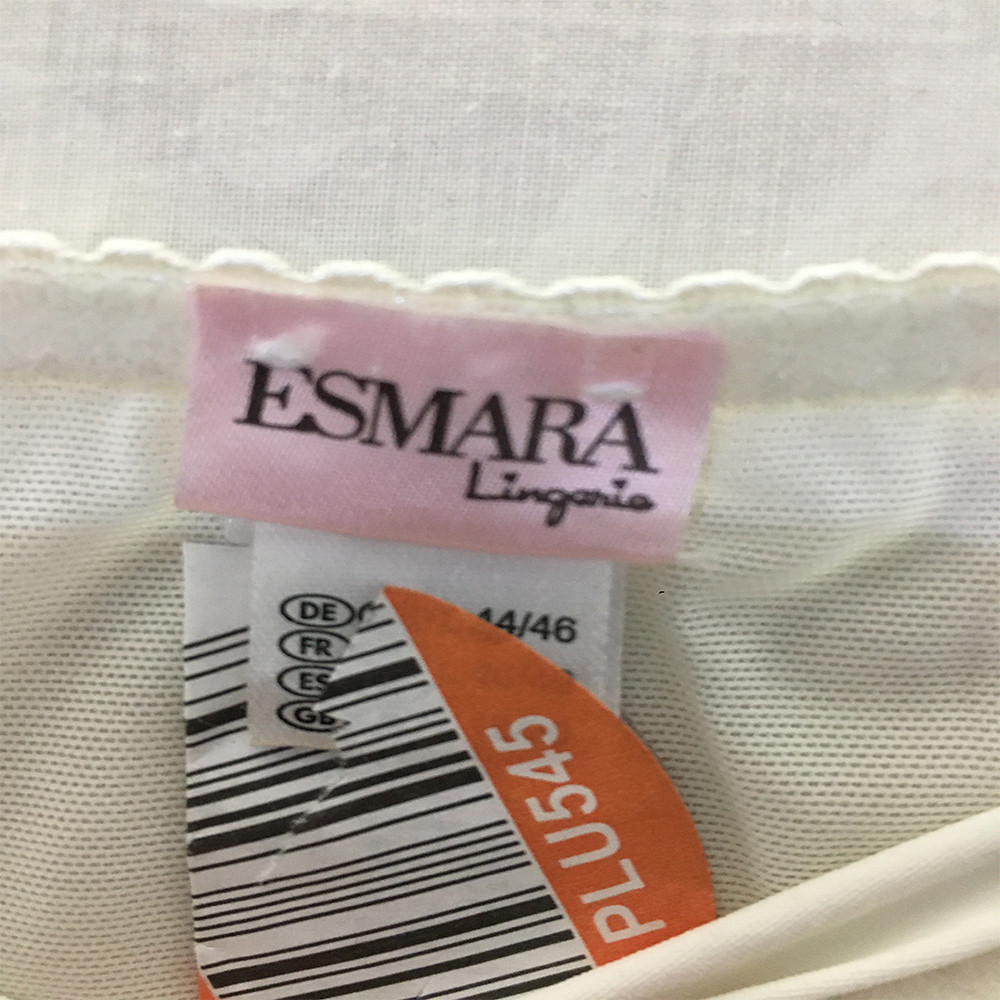 ESMARA
Lingerie
DE 44/46
FR
ES
GB
PLU545